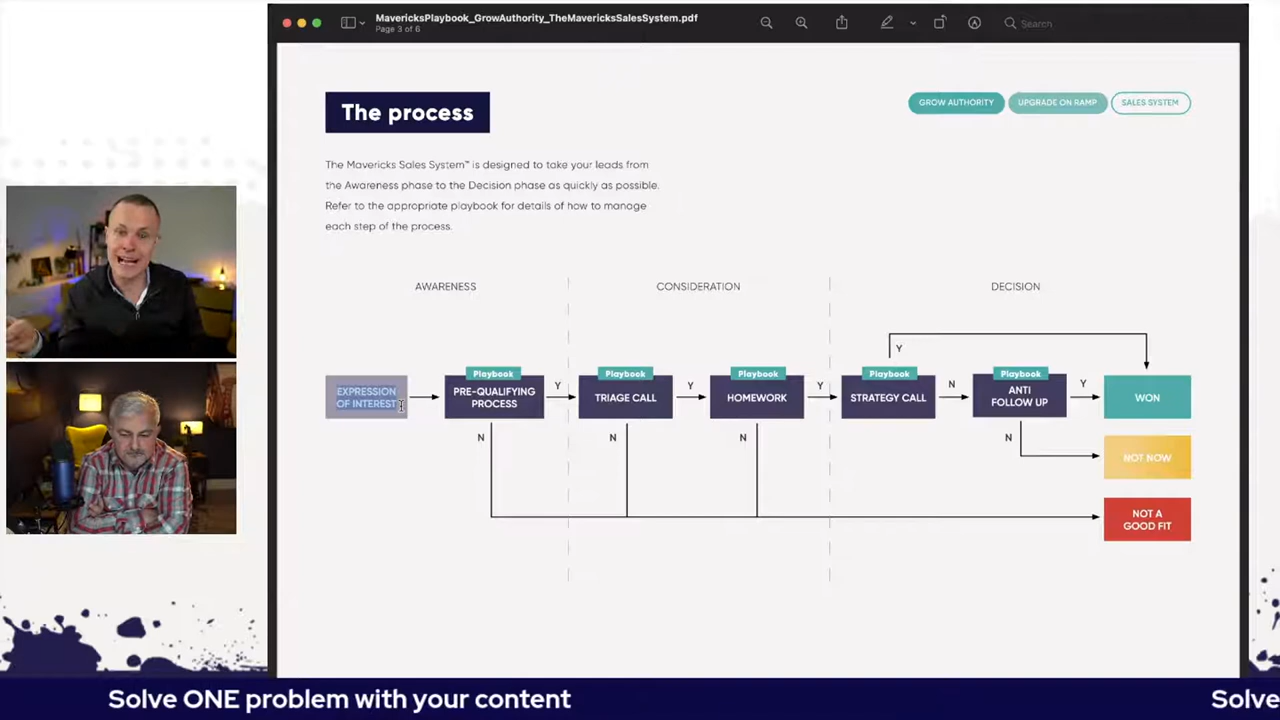 MavericksPlaybook_GrowAuthority_TheMavericksSalesSystem.pdf
Page 3 of 6
Search
The process
GROW AUTHORITY
UPGRADE ON RAMP
SALES SYSTEM
The Mavericks Sales System™ is designed to take your leads from
the Awareness phase to the Decision phase as quickly as possible.
Refer to the appropriate playbook for details of how to manage
each step of the process.
AWARENESS
CONSIDERATION
DECISION
EXPRESSION
OF INTEREST
Playbook
PRE-QUALIFYING
PROCESS
Y
N
Playbook
TRIAGE CALL
Y
N
Playbook
HOMEWORK
Y
N
Playbook
STRATEGY CALL
Y
N
Playbook
ANTI
FOLLOW UP
Y
N
WON
NOT NOW
NOT A
GOOD FIT
Solve ONE problem with your content
Solve